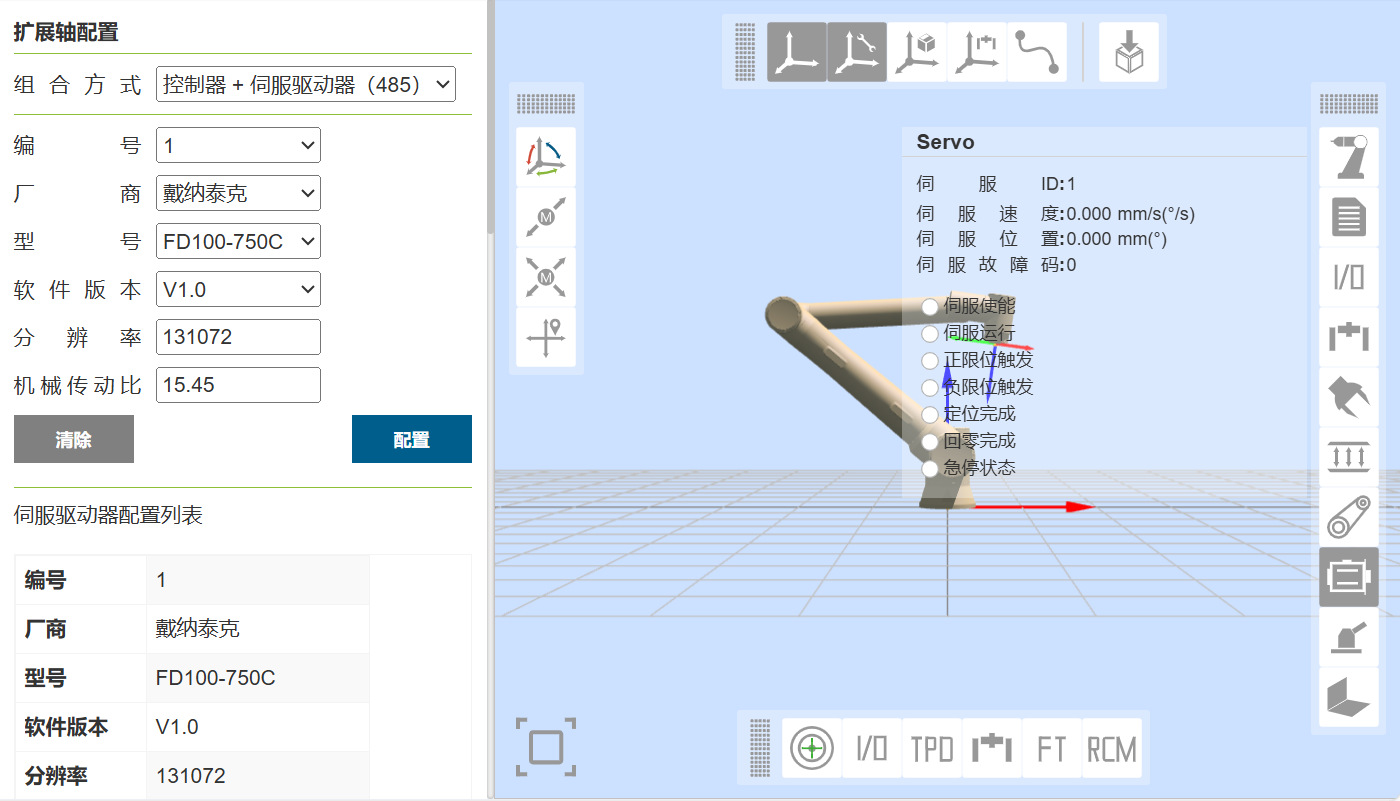 扩展轴配置
组合方式 控制器 + 伺服驱动器（485）
编号 1
厂商 戴纳泰克
型号 FD100-750C
软件版本 V1.0
分辨率 131072
机械传动比 15.45
清除 配置
伺服驱动器配置列表
编号 1
厂商 戴纳泰克
型号 FD100-750C
软件版本 V1.0
分辨率 131072
M
M
Servo
伺服ID:1
伺服速度:0.000 mm/s(°/s)
伺服位置:0.000 mm(°)
伺服故障码:0
伺服使能
伺服运行
正限位触发
负限位触发
定位完成
回零完成
急停状态
I/O
I/O TPD FT RCM